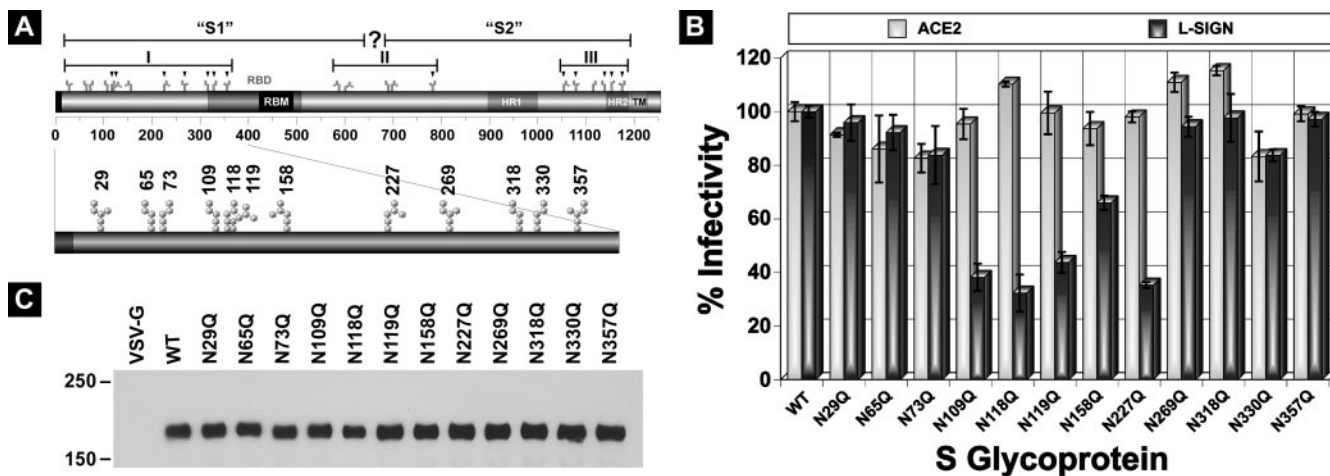 A
"S1"
?
"S2"
I
II
III
RBD
RBM
HR1
HR2
TM
0 100 200 300 400 500 600 700 800 900 1000 1100 1200
29
65
73
109
118
119
158
227
269
318
330
357
B
ACE2
L-SIGN
% Infectivity
120
100
80
60
40
20
0
WT
N29Q
N65Q
N73Q
N109Q
N118Q
N119Q
N158Q
N227Q
N269Q
N318Q
N330Q
N357Q
S Glycoprotein
C
VSV-G
WT
N29Q
N65Q
N73Q
N109Q
N118Q
N119Q
N158Q
N227Q
N269Q
N318Q
N330Q
N357Q
250
150